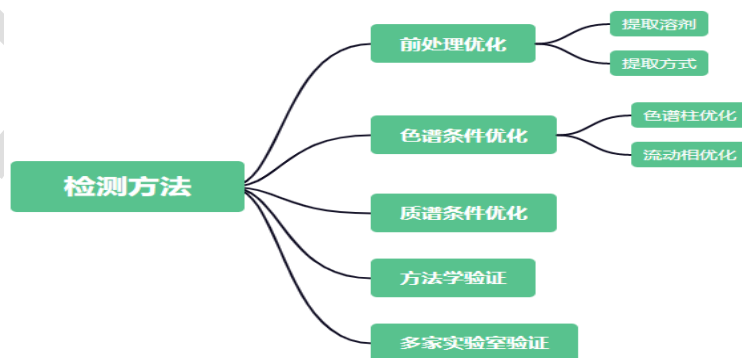 检测方法
前处理优化
提取溶剂
提取方式
色谱条件优化
色谱柱优化
流动相优化
质谱条件优化
方法学验证
多家实验室验证